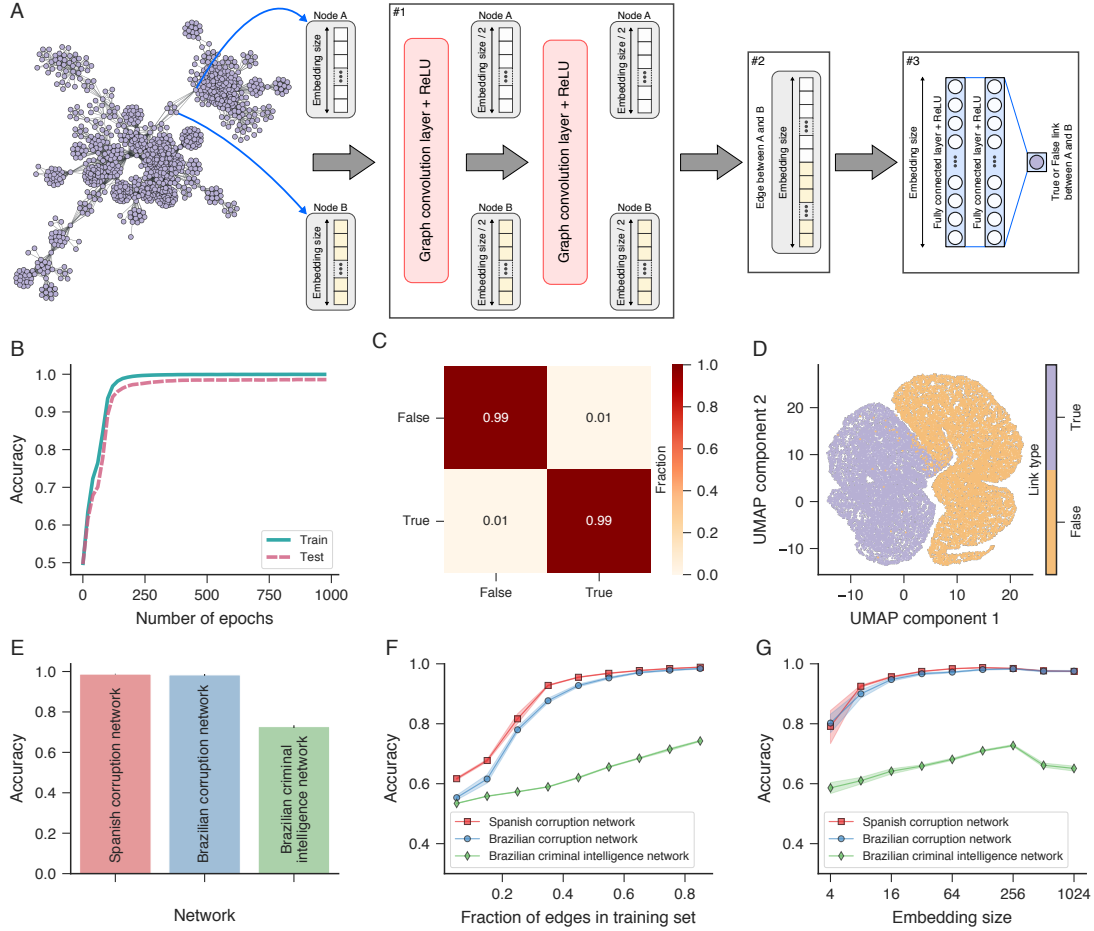 A
Node A
Embedding size
Node B
Embedding size
#1
Graph convolution layer + ReLU
Node A
Embedding size / 2
Node B
Embedding size / 2
Graph convolution layer + ReLU
Node A
Embedding size / 2
Node B
Embedding size / 2
#2
Edge between A and B
Embedding size
#3
Embedding size
Fully connected layer + ReLU
Fully connected layer + ReLU
True or False link
between A and B
B
Accuracy
1.0
0.9
0.8
0.7
0.6
0.5
Train
Test
0
250
500
750
1000
Number of epochs
C
False
True
0.99
0.01
0.01
0.99
False
True
Fraction
1.0
0.8
0.6
0.4
0.2
0.0
D
UMAP component 2
20
10
0
−10
−10
0
10
20
UMAP component 1
Link type
True
False
E
Accuracy
1.0
0.8
0.6
0.4
0.2
0.0
Spanish corruption network
Brazilian corruption network
Brazilian criminal
intelligence network
Network
F
Accuracy
1.0
0.8
0.6
0.4
Spanish corruption network
Brazilian corruption network
Brazilian criminal intelligence network
0.2
0.4
0.6
0.8
Fraction of edges in training set
G
Accuracy
1.0
0.8
0.6
0.4
Spanish corruption network
Brazilian corruption network
Brazilian criminal intelligence network
4
16
64
256
1024
Embedding size